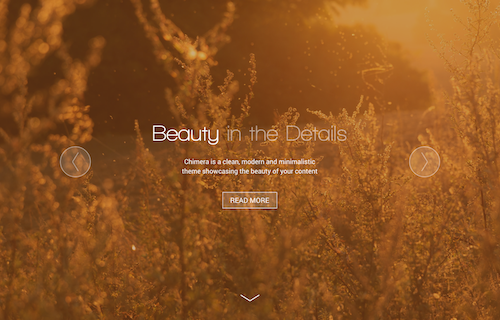 Beauty in the Details
Chimera is a clean, modern and minimalistic
theme showcasing the beauty of your content
READ MORE